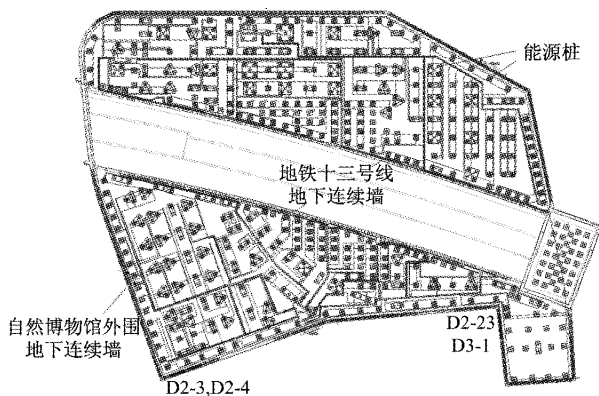 能源桩
地铁十三号线
地下连续墙
自然博物馆外围
地下连续墙
D2-23
D3-1
D2-3,D2-4